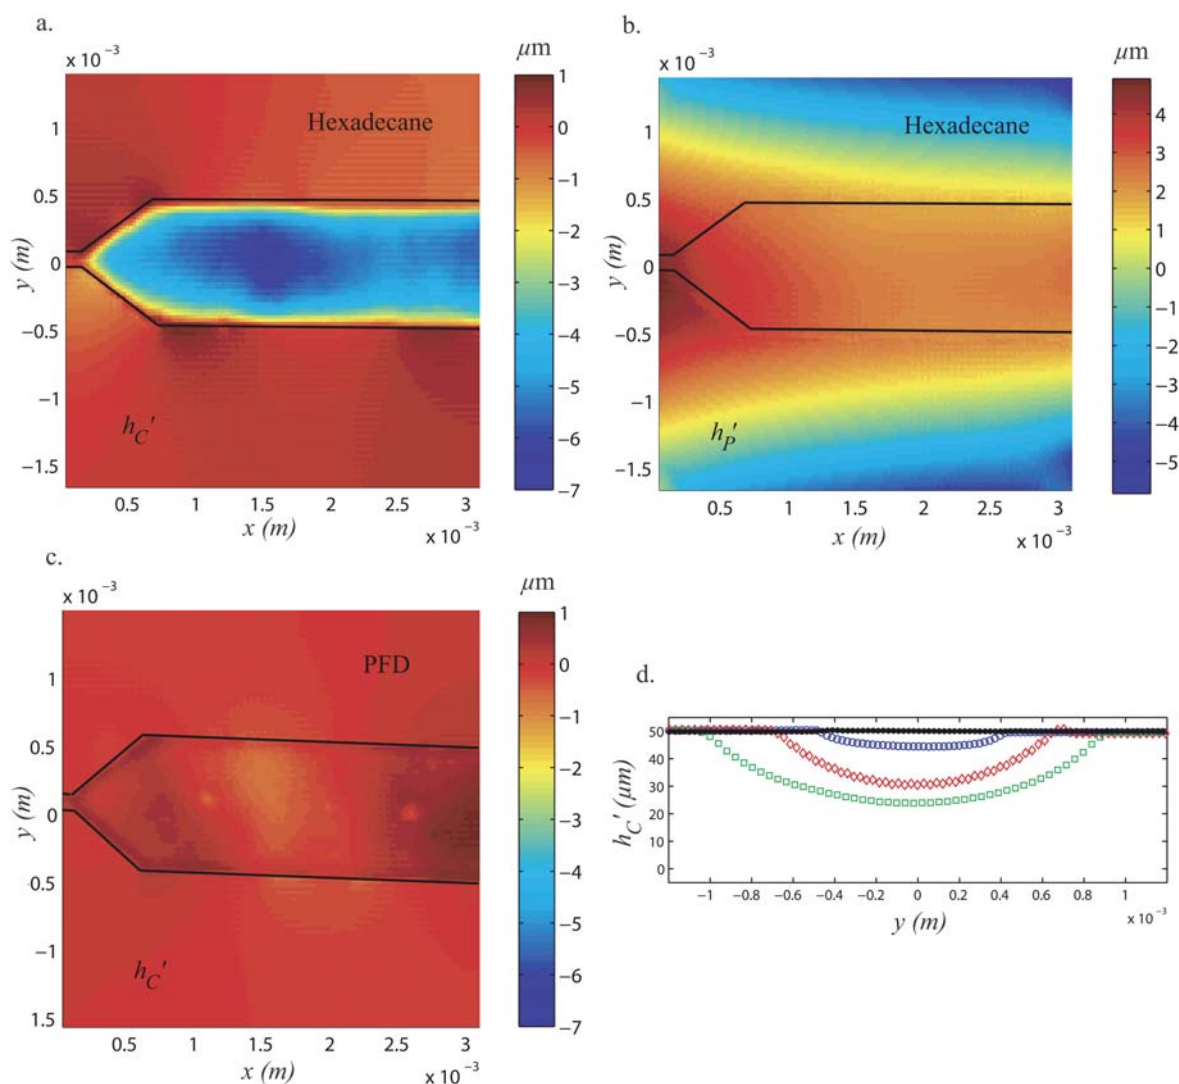 a.
x 10 −3
μm
Hexadecane
1
0.5
0
−0.5
−1
−1.5
y (m)
hC'
0.5 1 1.5 2 2.5 3
x (m)
x 10 −3
1
0
−1
−2
−3
−4
−5
−6
−7
b.
x 10 −3
μm
Hexadecane
1
0.5
0
−0.5
−1
−1.5
y (m)
hP'
0.5 1 1.5 2 2.5 3
x (m)
x 10 −3
4
3
2
1
0
−1
−2
−3
−4
−5
c.
x 10 −3
μm
PFD
1
0.5
0
0.5
−1
1.5
y (m)
hC'
0.5 1 1.5 2 2.5 3
x (m)
x 10 −3
1
0
−1
−2
−3
−4
−5
−6
−7
d.
50
40
30
20
10
0
hC' (μm)
−1 −0.8 −0.6 −0.4 −0.2 0 0.2 0.4 0.6 0.8 1
y (m)
x 10 −3